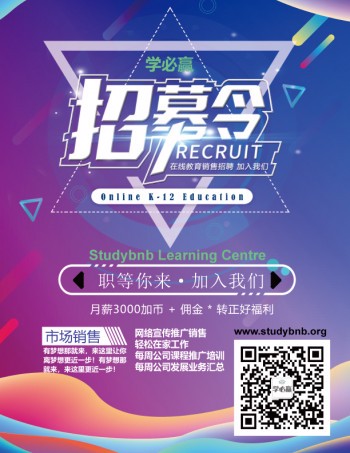 学必赢
招募令
RECRUIT
在线教育销售招聘 加入我们
Online K-12 Education
Studybnb Learning Centre
职等你来·加入我们
月薪3000加币 + 佣金 * 转正好福利
市场销售
有梦想那就来，来这里让你
离梦想更近一步！有梦想那
就来，来这里更近一步！
网络宣传推广销售
轻松在家工作
每周公司课程推广培训
每周公司发展业务汇总
www.studybnb.org
学必赢